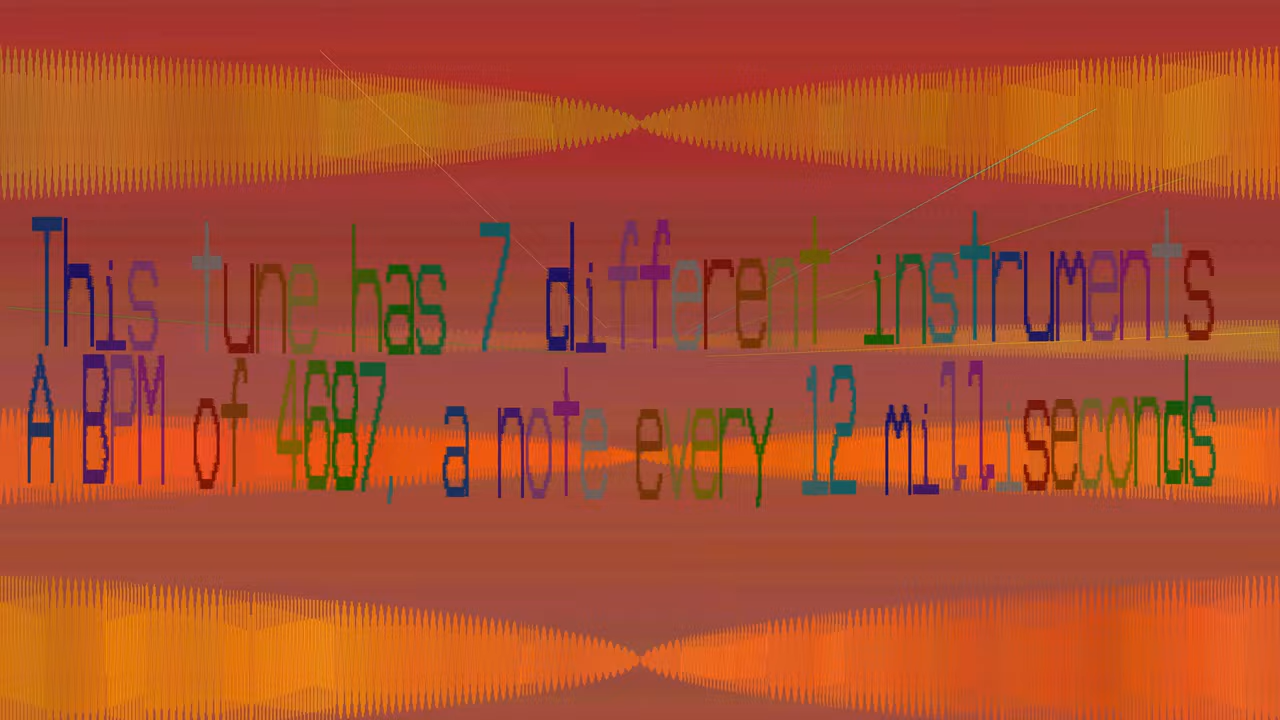 This tune has 7 different instruments
A BPM of 4687, a note every 12 milliseconds